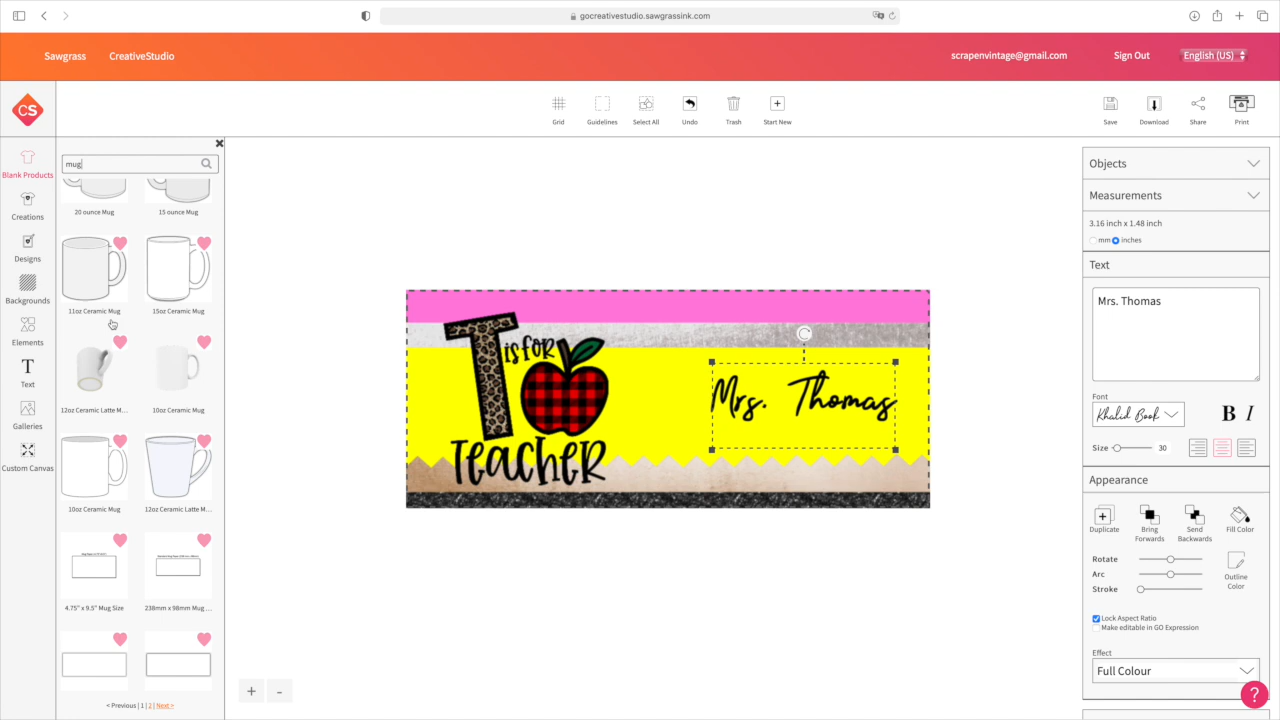 gocreativestudio.sawgrassink.com
Sawgrass
CreativeStudio
scrapenvintage@gmail.com
Sign Out
English (US)
CS
Grid
Guidelines
Select All
Undo
Trash
Start New
Save
Download
Share
Print
Blank Products
Creations
Designs
Backgrounds
Elements
Text
Galleries
Custom Canvas
mug
20 ounce Mug
15 ounce Mug
11oz Ceramic Mug
15oz Ceramic Mug
12oz Ceramic Latte M...
10oz Ceramic Mug
10oz Ceramic Mug
12oz Ceramic Latte M...
4.75" x 9.5" Mug Size
238mm x 98mm Mug ...
< Previous | 1 | 2 Next >
T
is for
Teacher
Mrs. Thomas
+ -
Objects
Measurements
3.16 inch x 1.48 inch
mm inches
Text
Mrs. Thomas
Font
Khalid Book
B I
Size
30
Appearance
Duplicate
Bring Forwards
Send Backwards
Fill Color
Rotate
Arc
Stroke
Outline Color
Lock Aspect Ratio
Make editable in GO Expression
Effect
Full Colour
?